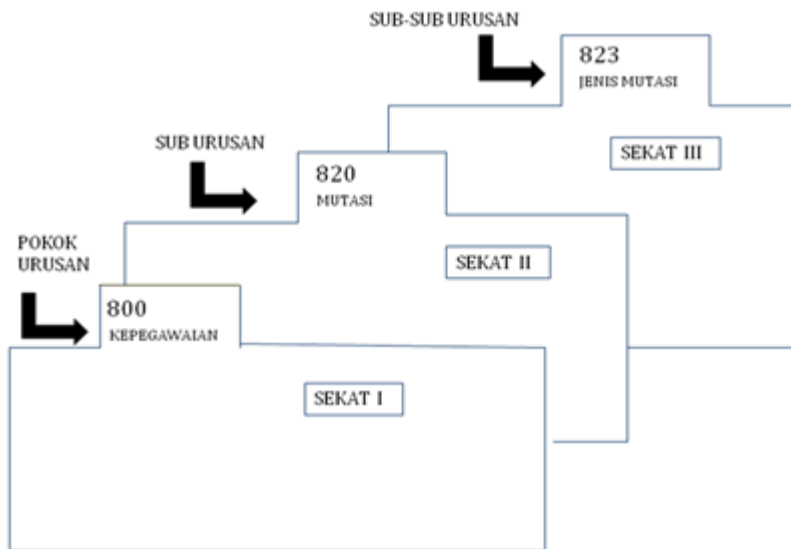 SUB-SUB URUSAN
823
JENIS MUTASI
SUB URUSAN
SEKAT III
820
MUTASI
POKOK
URUSAN
SEKAT II
800
KEPEGAWAIAN
SEKAT I